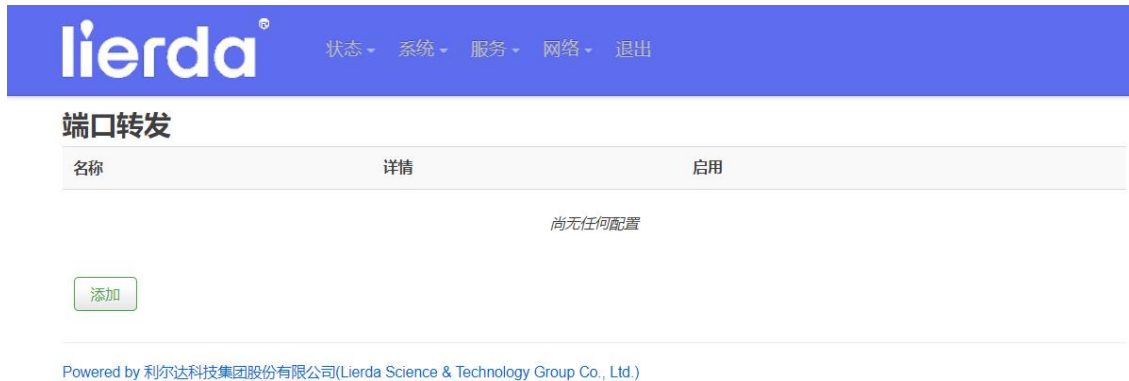 lierda®
状态 系统 服务 网络 退出
端口转发
名称 详情 启用
尚无任何配置
添加
Powered by 利尔达科技集团股份有限公司(Lierda Science & Technology Group Co., Ltd.)